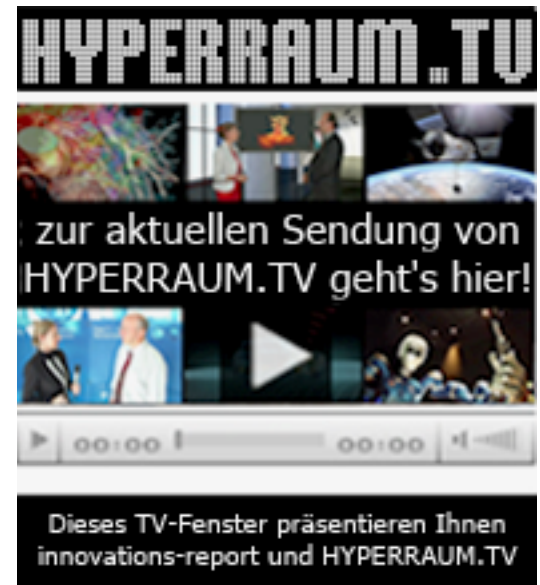 HYPERRAUM.TV
: zur aktuellen Sendung von
HYPERRAUM.TV geht's hier!
00:00 00:00
Dieses TV-Fenster präsentieren Ihnen
innovations-report und HYPERRAUM.TV